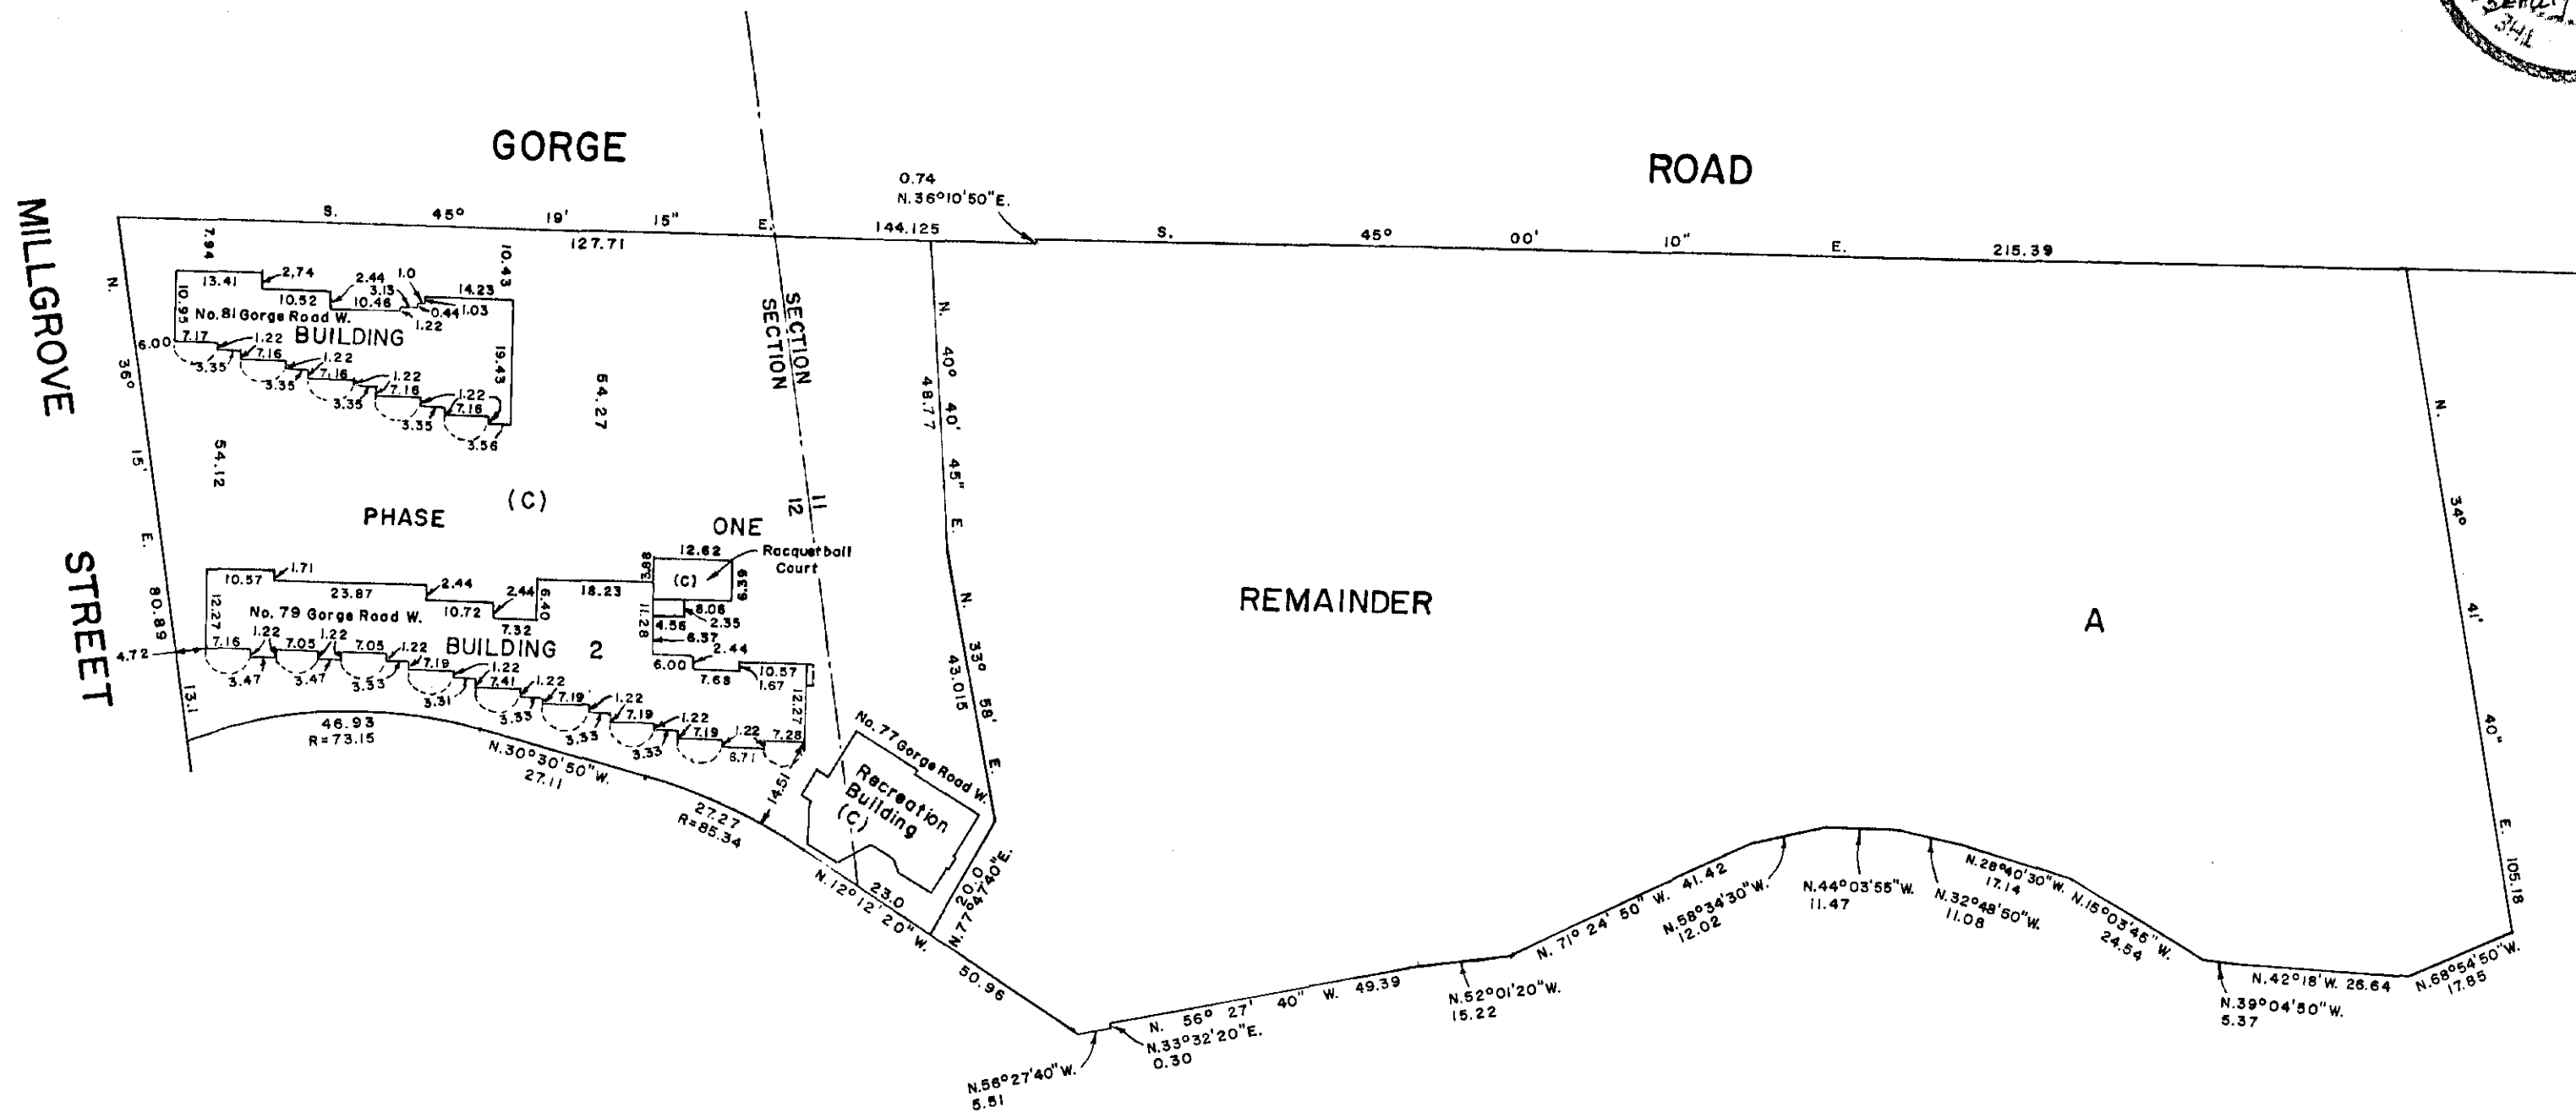 THE
GORGE
ROAD
MILLGROVE
STREET
0.74
N.36°10'50"E.
S. 45° 19' 15" E.
127.71
144.125
S. 45° 00' 10" E.
215.39
7.94
10.43
13.41
2.74
2.44
1.0
3.13
14.23
10.52
10.46
0.44
1.03
1.22
10.95
No. 81 Gorge Road W.
BUILDING
6.00
7.17
1.22
7.16
1.22
7.16
1.22
7.16
1.22
7.16
3.35
3.35
3.35
3.35
3.56
19.43
N. 36° 15' E. 80.89
54.12
54.27
SECTION
SECTION
11
12
N. 40° 40' 45" E.
48.77
(C)
PHASE
ONE
12.62
Racquetball
Court
3.88
(C)
6.39
10.57
1.71
23.87
2.44
10.72
2.44
7.32
6.40
18.23
11.28
8.06
2.35
4.56
6.37
12.27
No. 79 Gorge Road W.
BUILDING 2
6.00
2.44
7.68
10.57
1.67
12.27
4.72
7.16
1.22
7.05
1.22
7.05
1.22
7.19
1.22
7.41
1.22
7.19
1.22
7.19
1.22
7.19
1.22
7.28
3.47
3.47
3.33
3.31
3.33
3.33
3.33
6.71
13.1
46.93
R=73.15
N.30°30'50"W.
27.11
27.27
R=85.34
14.51
No. 77 Gorge Road W.
Recreation
Building
(C)
N. 33° 58' E.
43.015
23.0
N.12°12'20"W.
20.0
N.77°47'40"E.
50.96
REMAINDER
A
N. 34° 41' 40" E. 105.18
N.56°27'40"W.
5.51
N.33°32'20"E.
0.30
N. 56° 27' 40" W. 49.39
N.52°01'20"W.
15.22
N. 71° 24' 50" W. 41.42
N.58°34'30"W.
12.02
N.44°03'55"W.
11.47
N.32°48'50"W.
11.08
N.28°40'30"W.
17.14
N.15°03'45"W.
24.54
N.39°04'50"W.
5.37
N.42°18'W. 26.64
N.68°54'50"W.
17.85